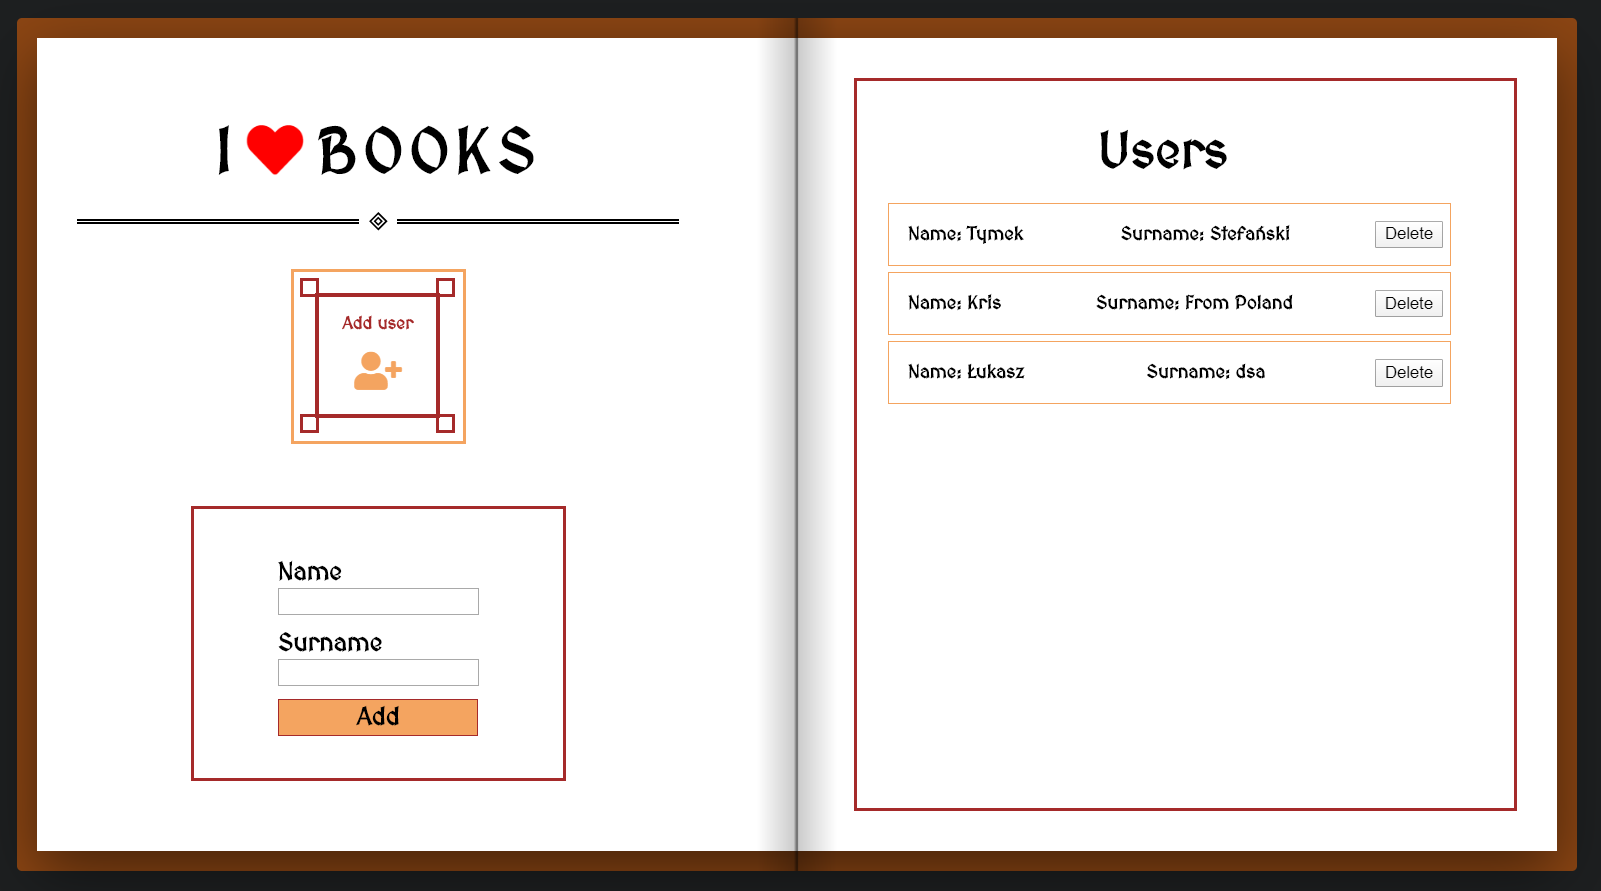 I ❤ BOOKS
Add user
Name
Surname
Add
Users
Name: Tymek Surname: Stefański Delete
Name: Kris Surname: From Poland Delete
Name: Łukasz Surname: dsa Delete